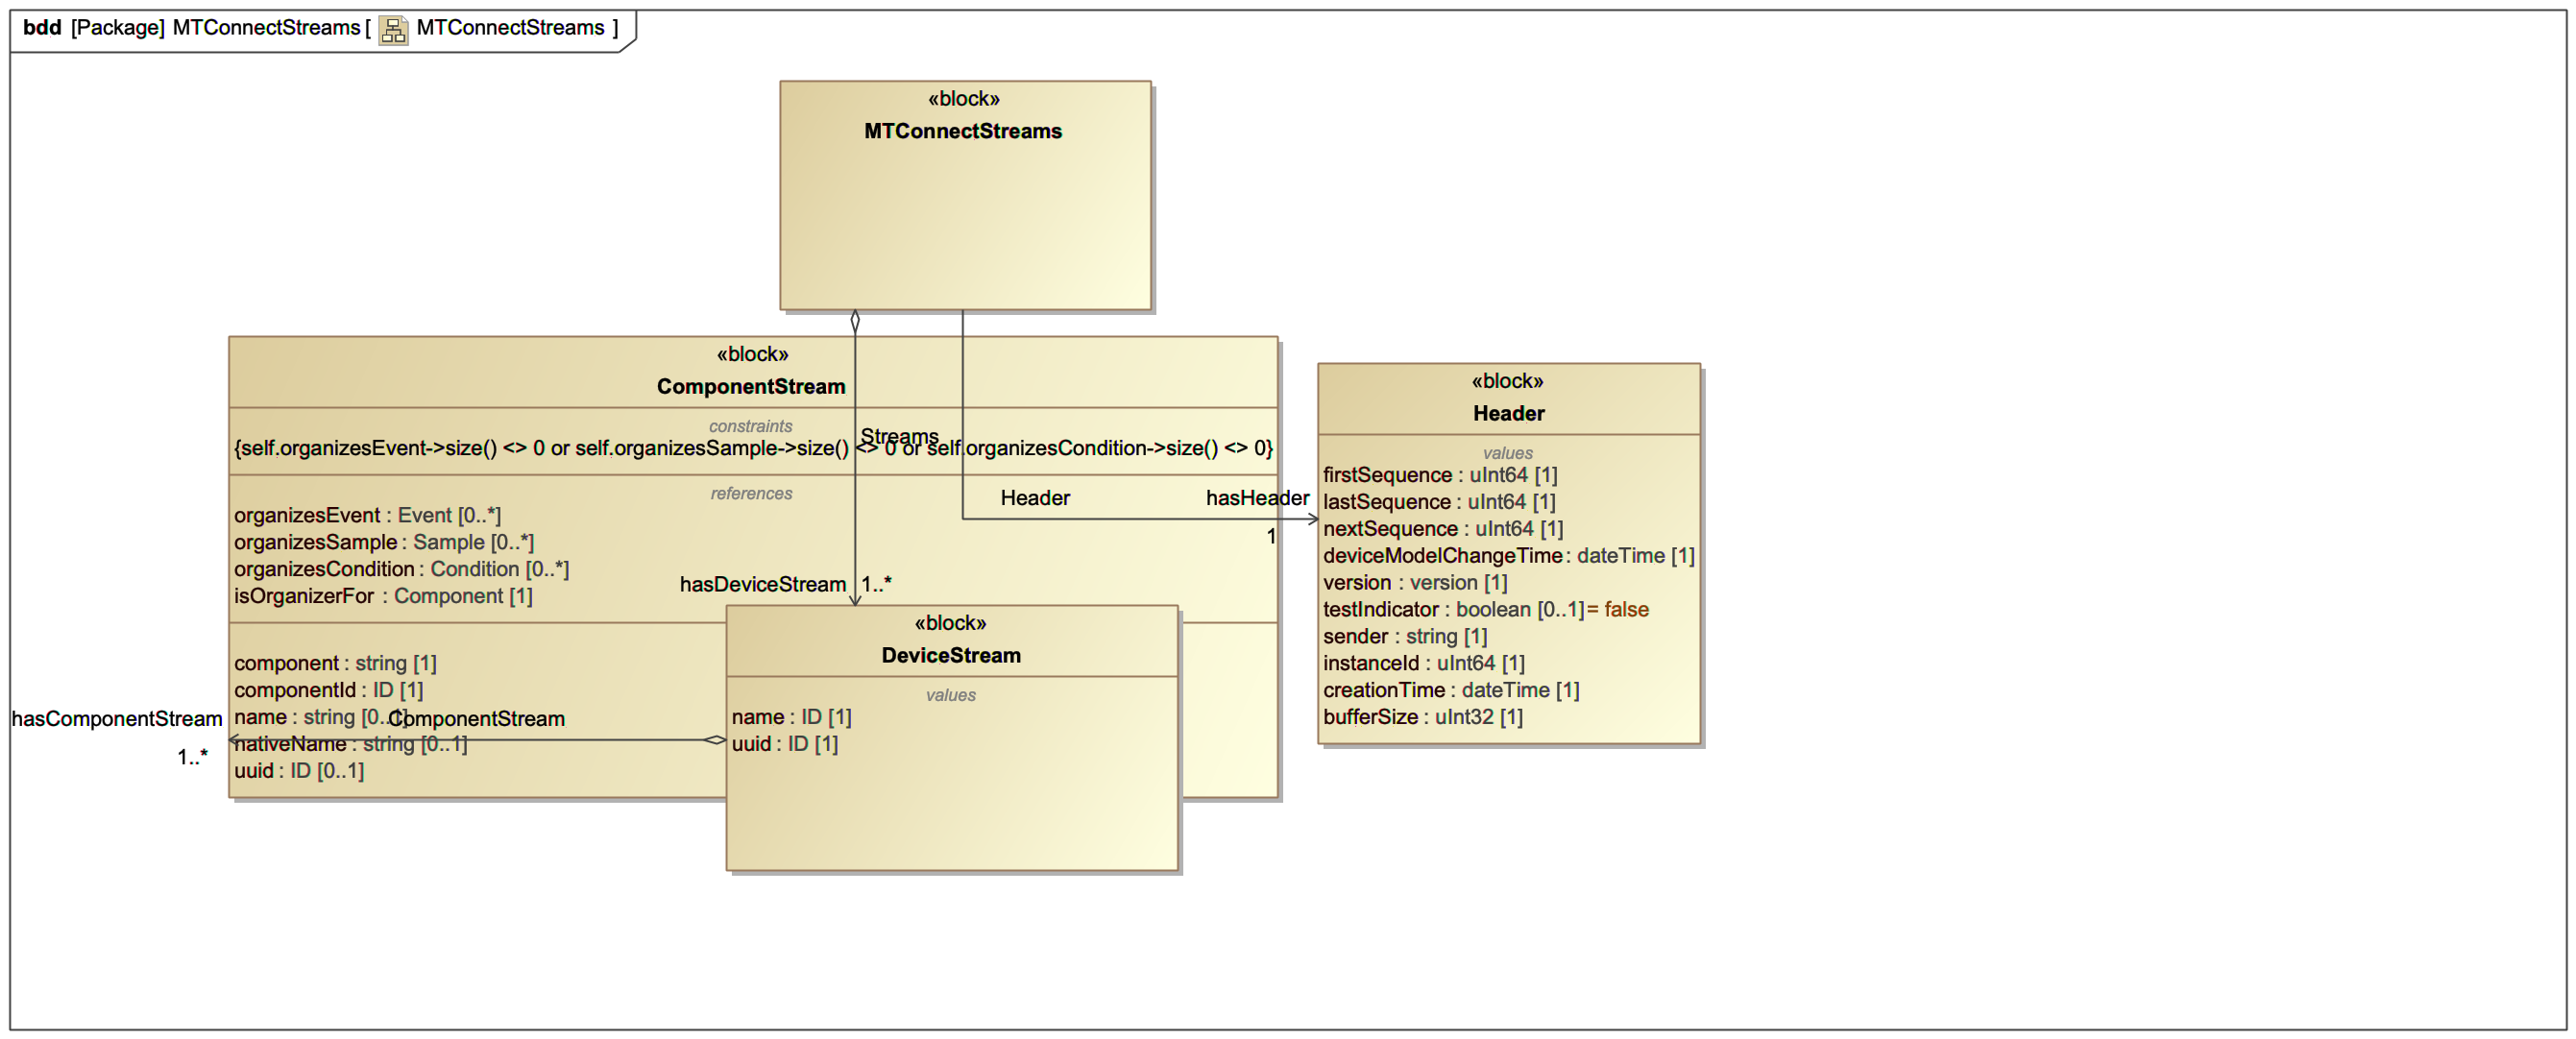 bdd [Package] MTConnectStreams [ MTConnectStreams ]
«block»
MTConnectStreams
«block»
ComponentStream
constraints
{self.organizesEvent->size() <> 0 or self.organizesSample->size() <> 0 or self.organizesCondition->size() <> 0}
references
organizesEvent : Event [0..*]
organizesSample : Sample [0..*]
organizesCondition : Condition [0..*]
isOrganizerFor : Component [1]
component : string [1]
componentId : ID [1]
name : string [0..1]
nativeName : string [0..1]
uuid : ID [0..1]
Streams
hasDeviceStream 1..*
Header
hasHeader
1
hasComponentStream
1..*
ComponentStream
«block»
DeviceStream
values
name : ID [1]
uuid : ID [1]
«block»
Header
values
firstSequence : uInt64 [1]
lastSequence : uInt64 [1]
nextSequence : uInt64 [1]
deviceModelChangeTime : dateTime [1]
version : version [1]
testIndicator : boolean [0..1] = false
sender : string [1]
instanceId : uInt64 [1]
creationTime : dateTime [1]
bufferSize : uInt32 [1]